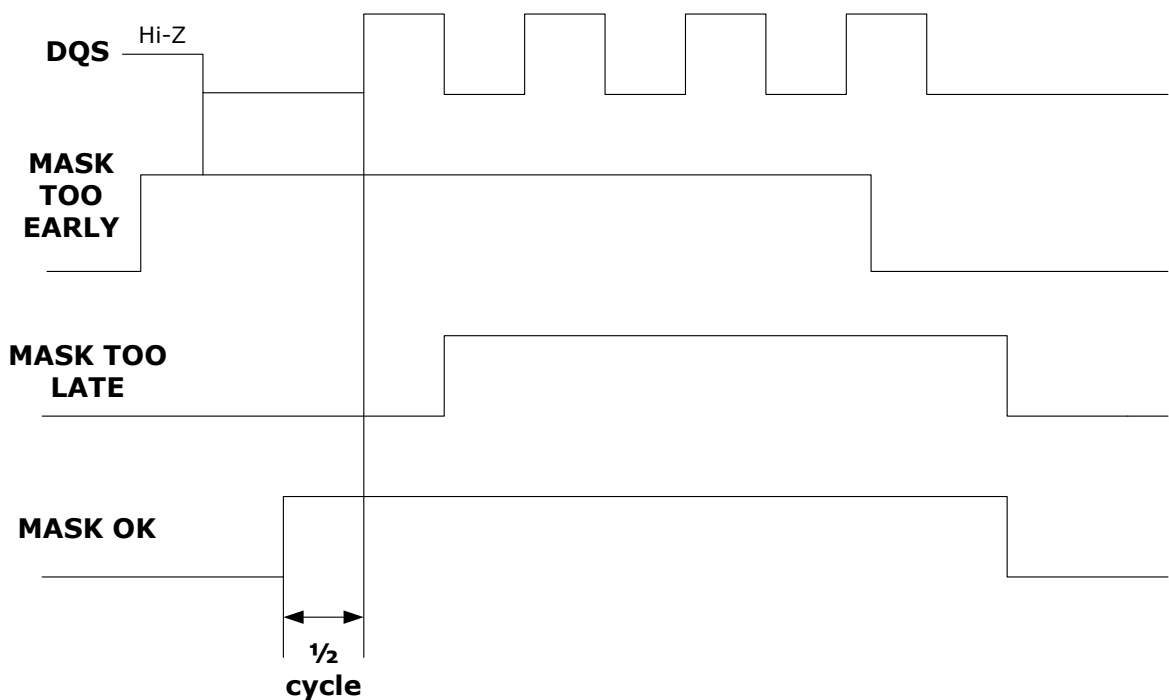 Hi-Z
DQS
MASK
TOO
EARLY
MASK TOO
LATE
MASK OK
½
cycle